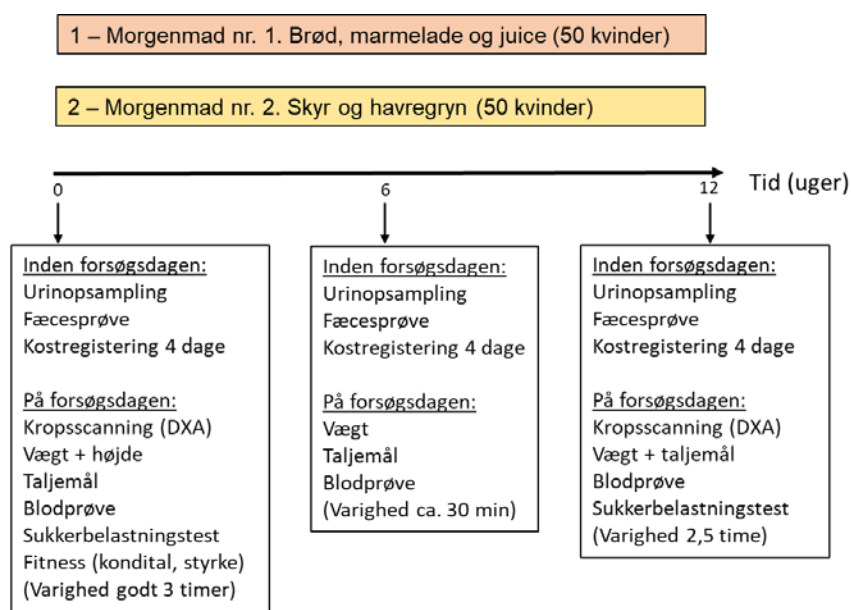 1 – Morgenmad nr. 1. Brød, marmelade og juice (50 kvinder)
2 – Morgenmad nr. 2. Skyr og havregryn (50 kvinder)
0
6
12
Tid (uger)
Inden forsøgsdagen:
Urinopsampling
Fæcesprøve
Kostregistering 4 dage
På forsøgsdagen:
Kropsscanning (DXA)
Vægt + højde
Taljemål
Blodprøve
Sukkerbelastningstest
Fitness (kondital, styrke)
(Varighed godt 3 timer)
Inden forsøgsdagen:
Urinopsampling
Fæcesprøve
Kostregistering 4 dage
På forsøgsdagen:
Vægt
Taljemål
Blodprøve
(Varighed ca. 30 min)
Inden forsøgsdagen:
Urinopsampling
Fæcesprøve
Kostregistering 4 dage
På forsøgsdagen:
Kropsscanning (DXA)
Vægt + taljemål
Blodprøve
Sukkerbelastningstest
(Varighed 2,5 time)